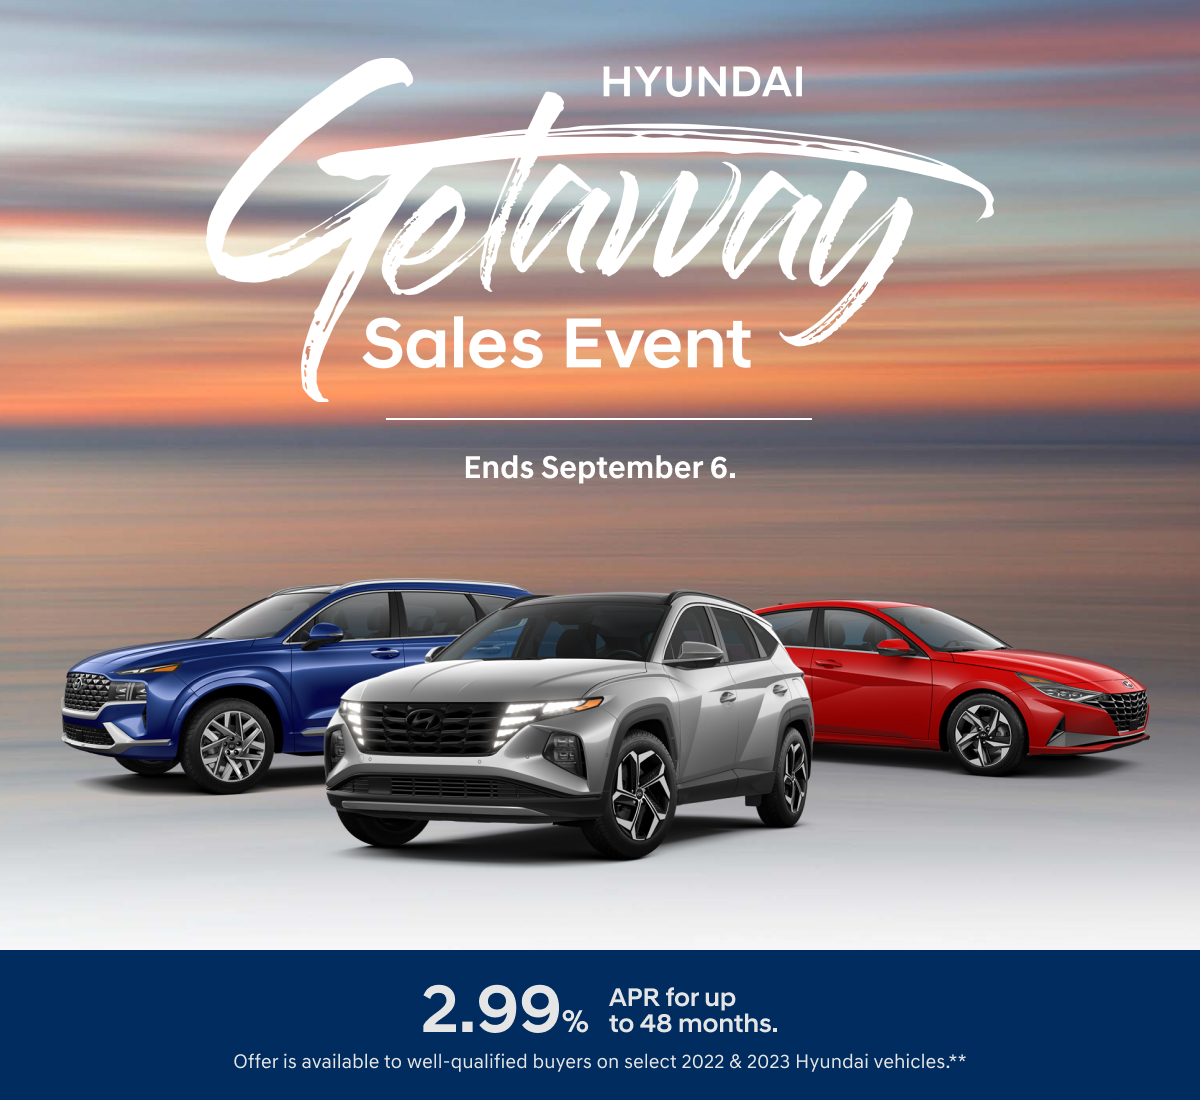 HYUNDAI
Getaway
Sales Event
Ends September 6.
2.99% APR for up
to 48 months.
Offer is available to well-qualified buyers on select 2022 & 2023 Hyundai vehicles.**